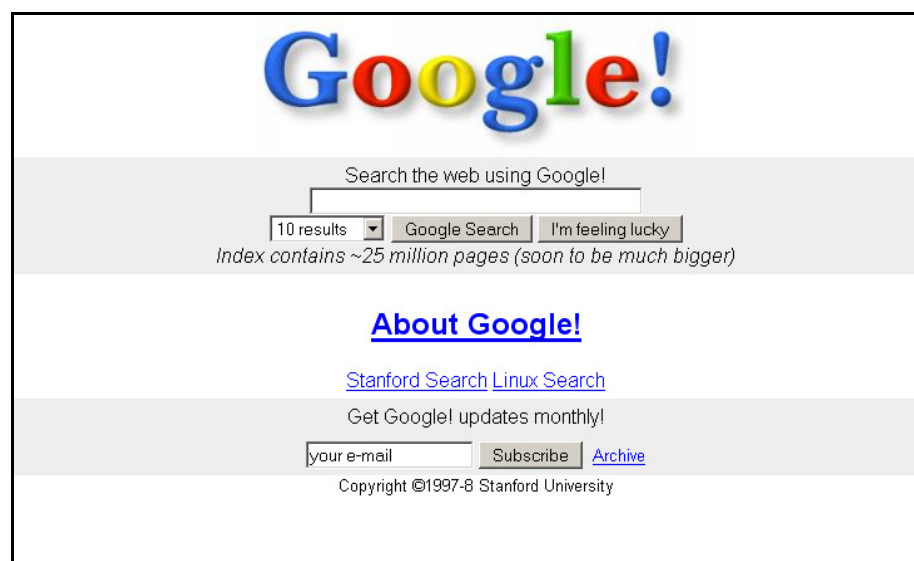 Google!
Search the web using Google!
10 results Google Search I'm feeling lucky
Index contains ~25 million pages (soon to be much bigger)
About Google!
Stanford Search Linux Search
Get Google! updates monthly!
your e-mail Subscribe Archive
Copyright ©1997-8 Stanford University